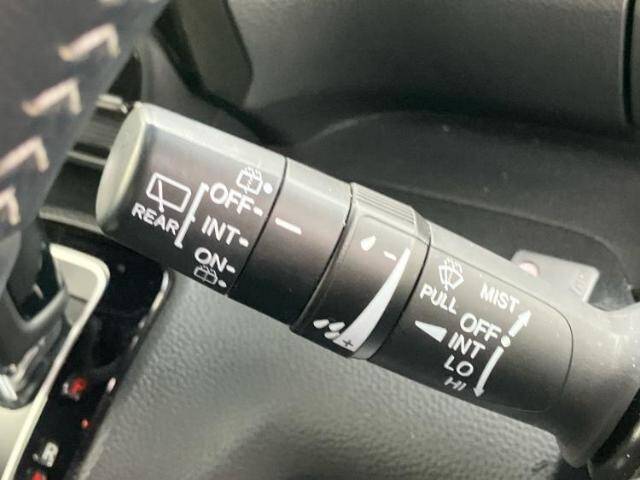 REAR
OFF
INT
ON
-
+
PULL
MIST
OFF
INT
LO
HI
R